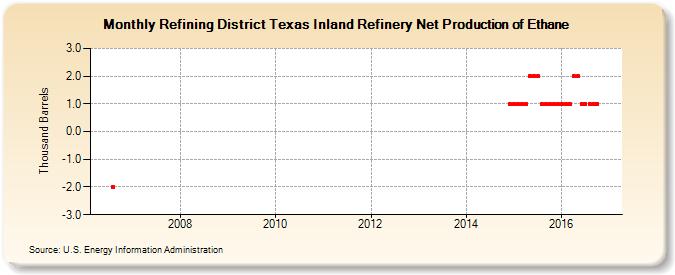 Monthly Refining District Texas Inland Refinery Net Production of Ethane
Thousand Barrels
3.0
2.0
1.0
0.0
-1.0
-2.0
-3.0
2008 2010 2012 2014 2016
Source: U.S. Energy Information Administration